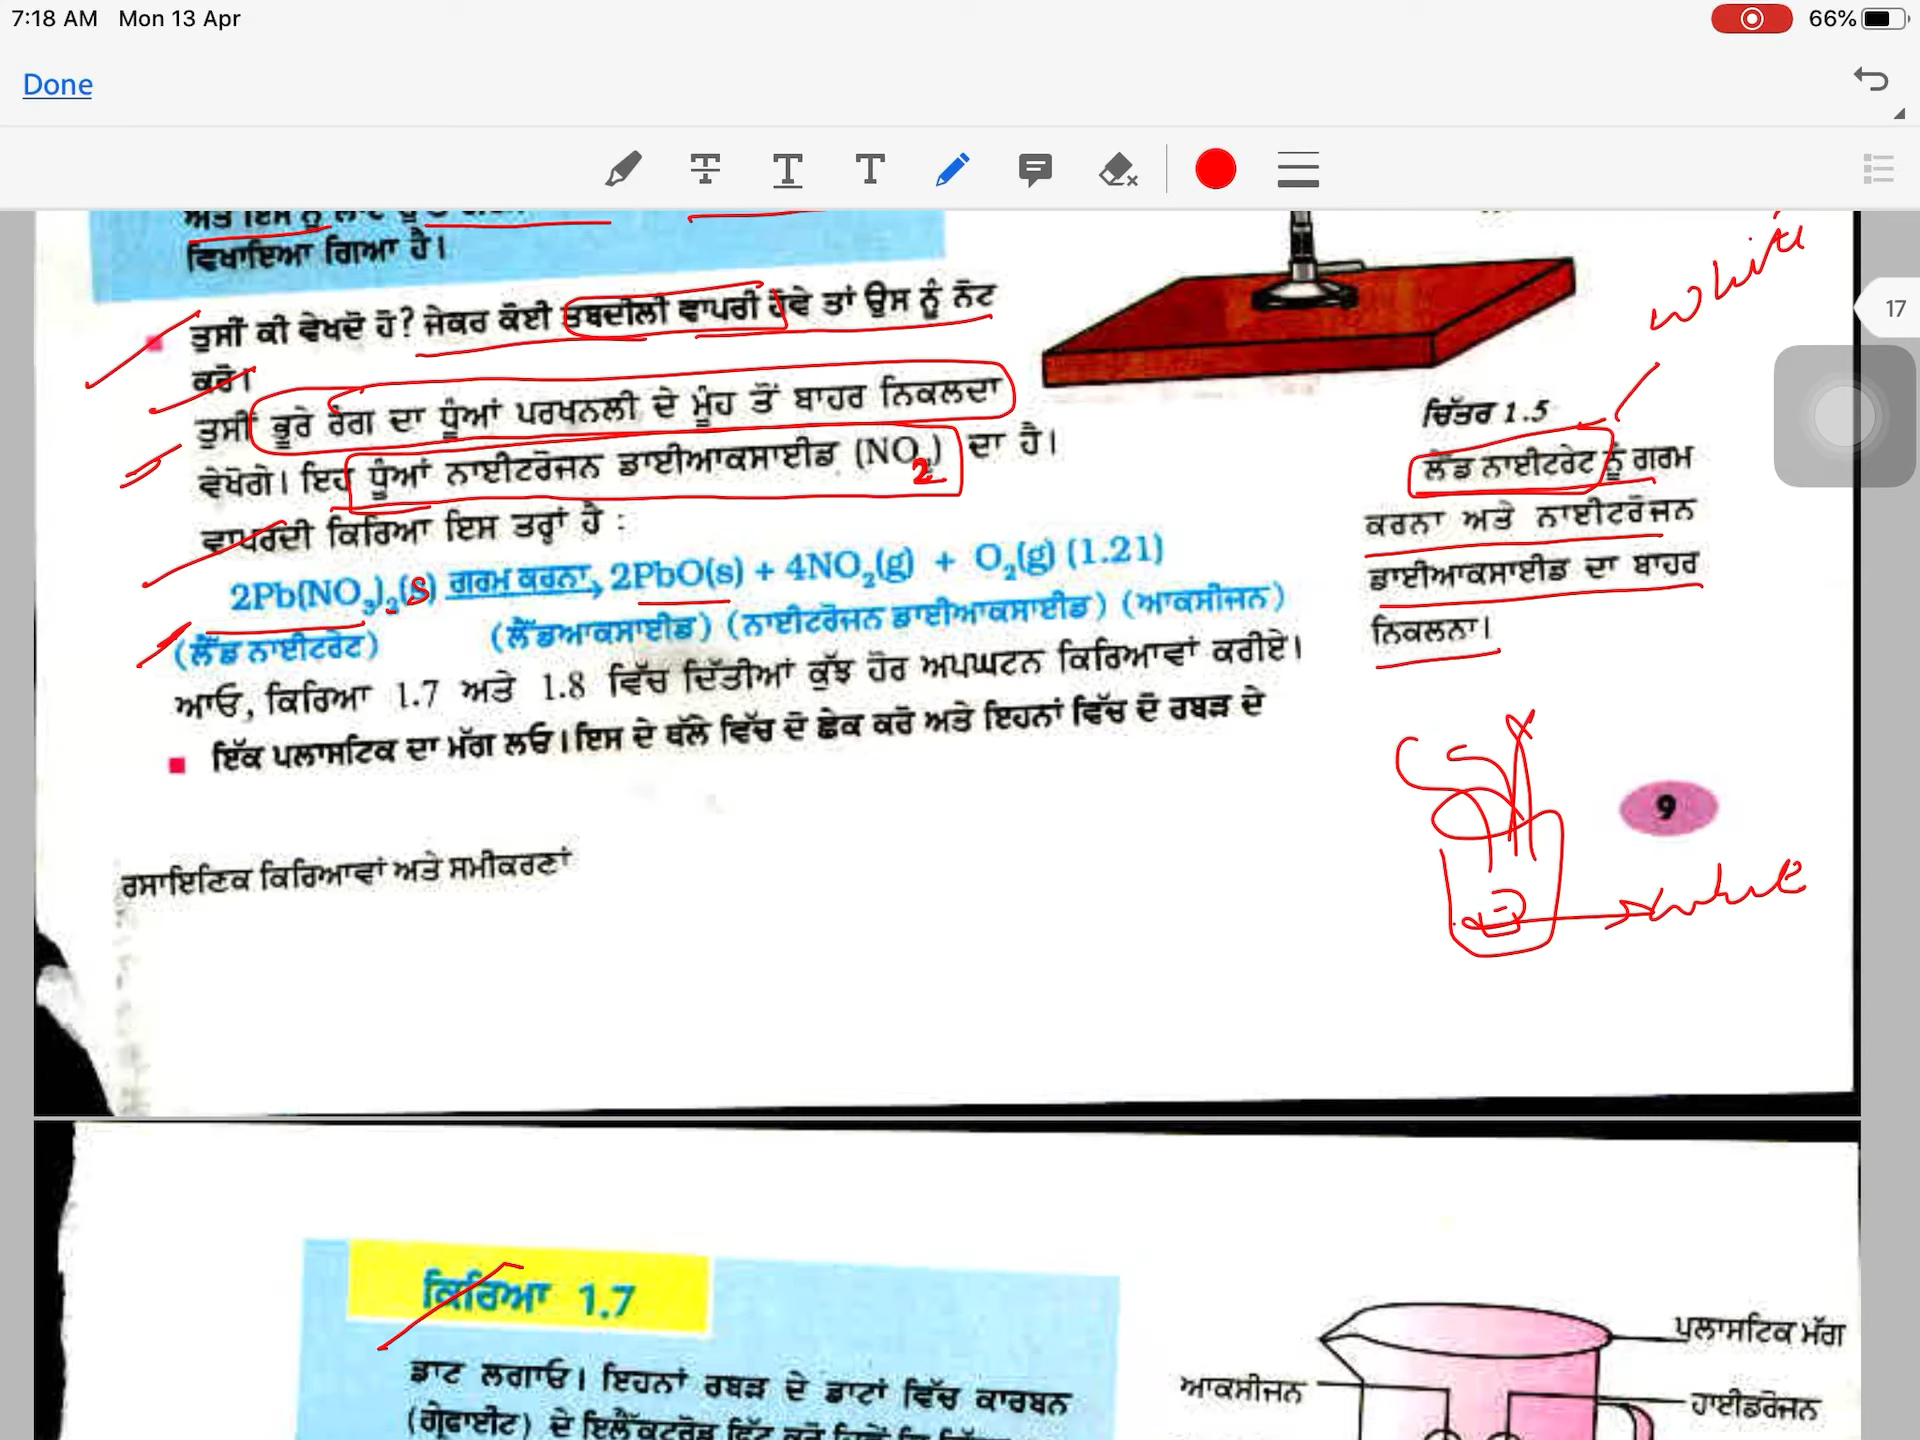 7:18 AM Mon 13 Apr
66%
Done
17
ਵਿਖਾਇਆ ਗਿਆ ਹੈ।
ਤੁਸੀਂ ਕੀ ਵੇਖਦੇ ਹੋ? ਜੇਕਰ ਕੋਈ ਤਬਦੀਲੀ ਵਾਪਰੀ ਹੋਵੇ ਤਾਂ ਉਸ ਨੂੰ ਨੋਟ
ਕਰੋ।
ਤੁਸੀਂ ਭੂਰੇ ਰੰਗ ਦਾ ਧੂੰਆਂ ਪਰਖਨਲੀ ਦੇ ਮੂੰਹ ਤੋਂ ਬਾਹਰ ਨਿਕਲਦਾ
ਵੇਖੋਗੇ। ਇਹ ਧੂੰਆਂ ਨਾਈਟਰੋਜਨ ਡਾਈਆਕਸਾਈਡ (NO2) ਦਾ ਹੈ।
ਵਾਪਰਦੀ ਕਿਰਿਆ ਇਸ ਤਰ੍ਹਾਂ ਹੈ :
2Pb(NO3)2(s) ਗਰਮ ਕਰਨਾ, 2PbO(s) + 4NO2(g) + O2(g) (1.21)
(ਲੈੱਡ ਨਾਈਟਰੇਟ) (ਲੈੱਡਆਕਸਾਈਡ) (ਨਾਈਟਰੋਜਨ ਡਾਈਆਕਸਾਈਡ) (ਆਕਸੀਜਨ)
ਆਓ, ਕਿਰਿਆ 1.7 ਅਤੇ 1.8 ਵਿੱਚ ਦਿੱਤੀਆਂ ਕੁੱਝ ਹੋਰ ਅਪਘਟਨ ਕਿਰਿਆਵਾਂ ਕਰੀਏ।
ਇੱਕ ਪਲਾਸਟਿਕ ਦਾ ਮੱਗ ਲਓ। ਇਸ ਦੇ ਥੱਲੇ ਵਿੱਚ ਦੋ ਛੇਕ ਕਰੋ ਅਤੇ ਇਹਨਾਂ ਵਿੱਚ ਦੋ ਰਬੜ ਦੇ
white
ਚਿੱਤਰ 1.5
ਲੈੱਡ ਨਾਈਟਰੇਟ ਨੂੰ ਗਰਮ
ਕਰਨਾ ਅਤੇ ਨਾਈਟਰੋਜਨ
ਡਾਈਆਕਸਾਈਡ ਦਾ ਬਾਹਰ
ਨਿਕਲਨਾ।
9
white
ਰਸਾਇਣਿਕ ਕਿਰਿਆਵਾਂ ਅਤੇ ਸਮੀਕਰਣਾਂ
ਕਿਰਿਆ 1.7
ਡਾਟ ਲਗਾਓ। ਇਹਨਾਂ ਰਬੜ ਦੇ ਡਾਟਾਂ ਵਿੱਚ ਕਾਰਬਨ
(ਗ੍ਰੇਫਾਈਟ) ਦੇ ਇਲੈੱਕਟਰੋਡ ਫਿੱਟ ਕਰੋ
ਪਲਾਸਟਿਕ ਮੱਗ
ਆਕਸੀਜਨ
ਹਾਈਡਰੋਜਨ